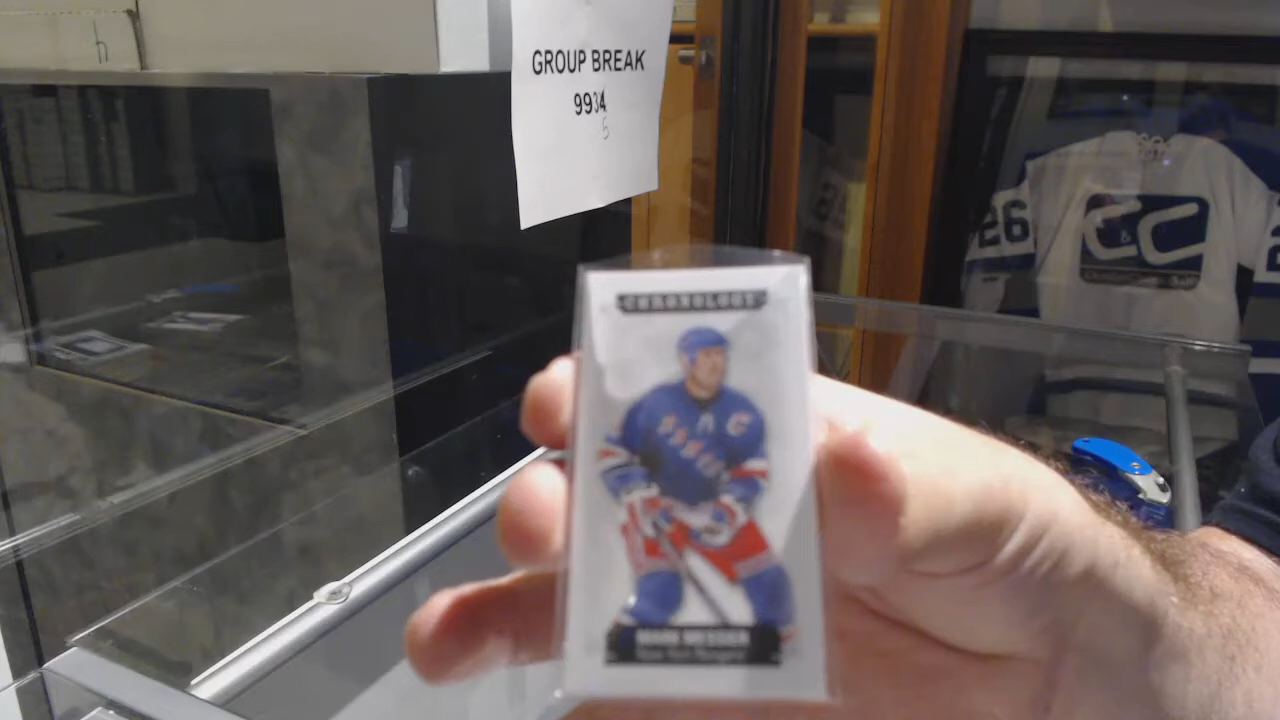 h
GROUP BREAK
9934
5
26
C & C
CHRONOLOGY
C
MARK MESSIER
New York Rangers